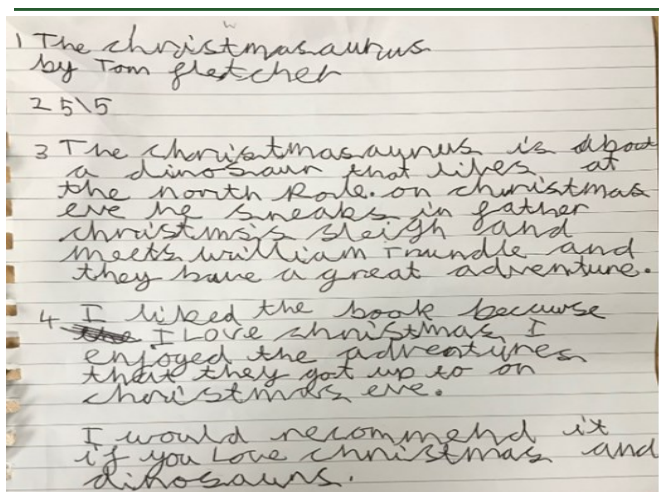 1 The christmasaurus
by Tom fletcher
2 5\5
3 The christmasaurus is about
a dinosaur that lives at
the north Pole. on christmas
eve he sneaks in father
christms's sleigh and
meets william Trundle and
they have a great adventure.
4 I liked the book because
I Love christmas I
enjoyed the adventures
that they got up to on
christmas eve.
I would recommend it
if you Love christmas and
dinosaurs.